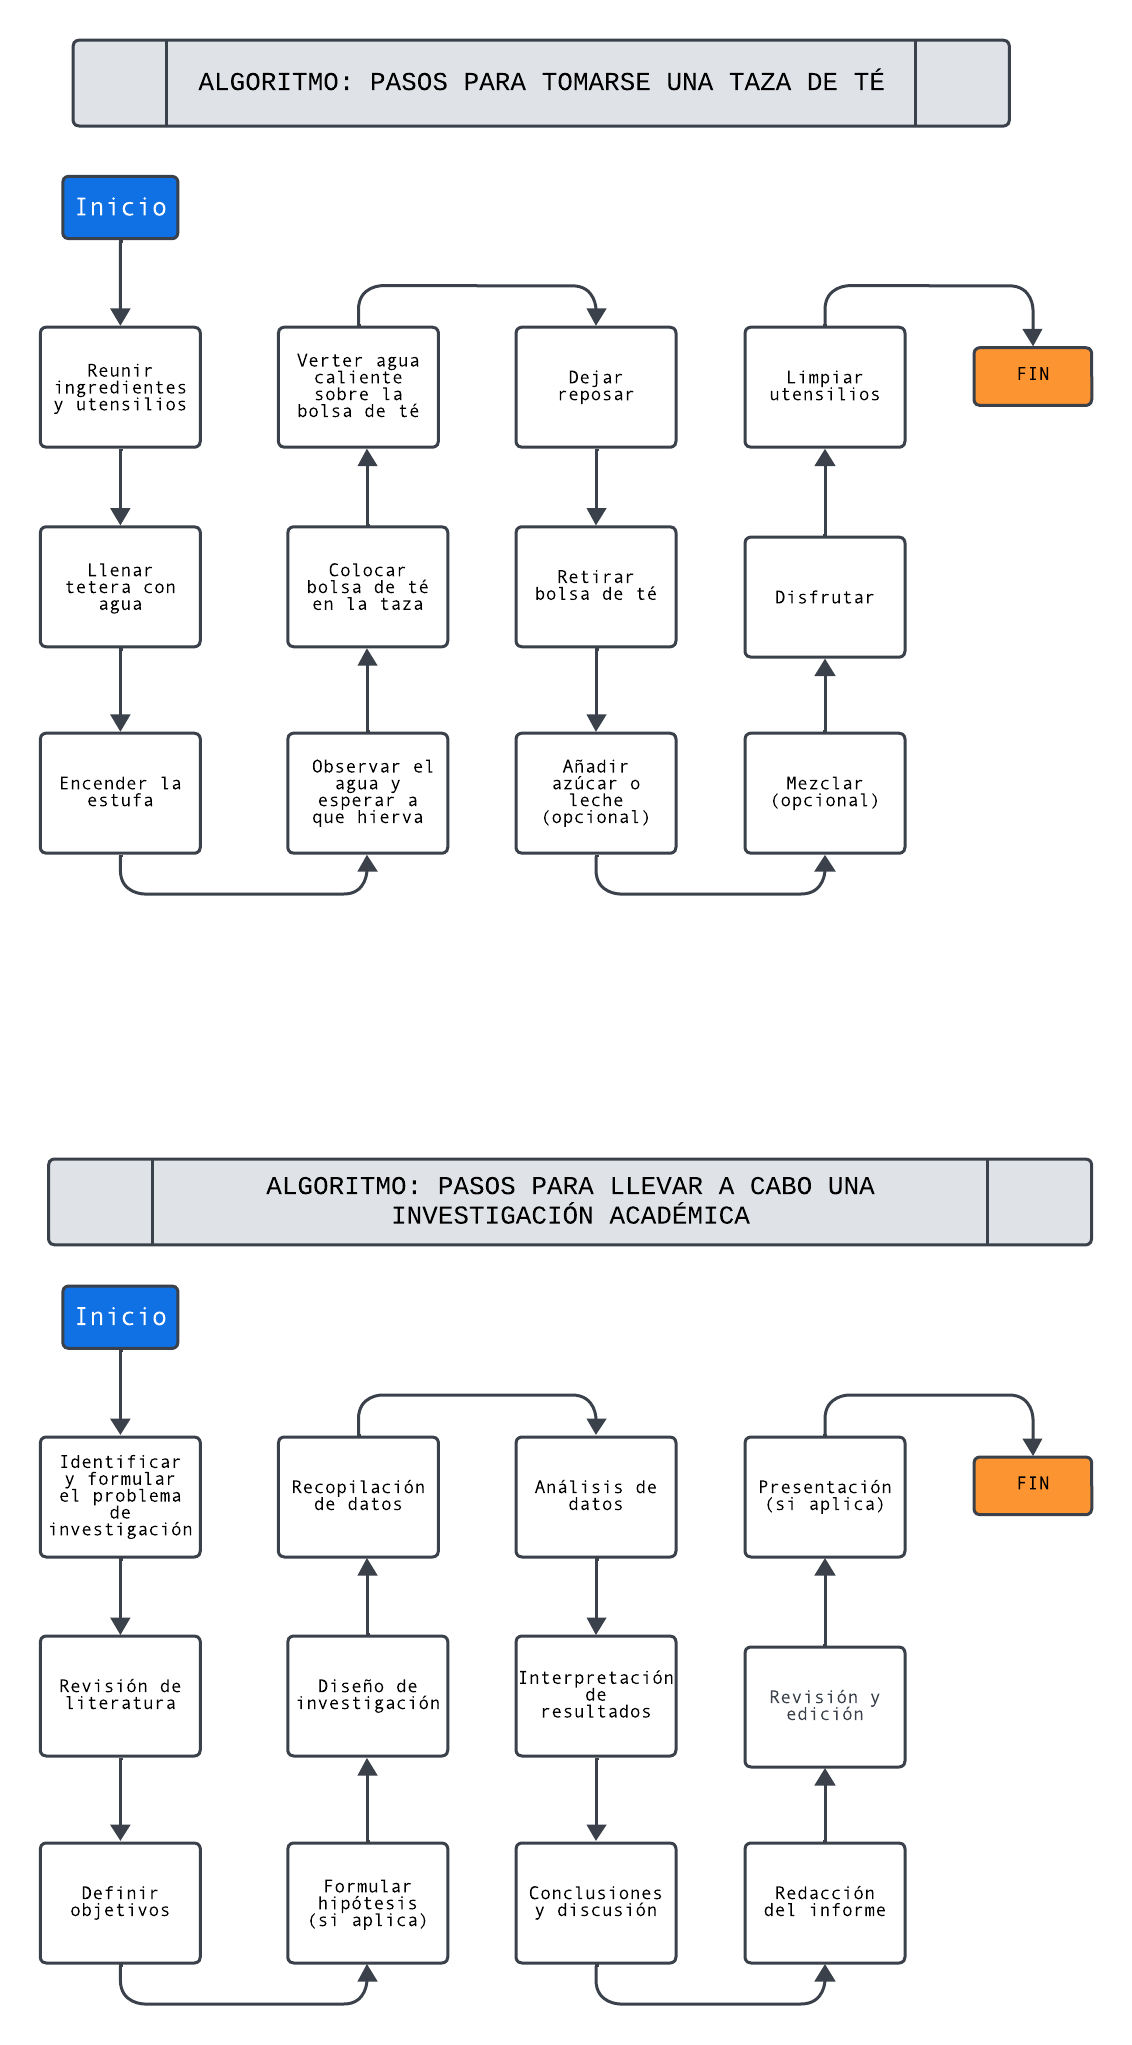 ALGORITMO: PASOS PARA TOMARSE UNA TAZA DE TÉ
Inicio
Reunir
ingredientes
y utensilios
Llenar
tetera con
agua
Encender la
estufa
Observar el
agua y
esperar a
que hierva
Colocar
bolsa de té
en la taza
Verter agua
caliente
sobre la
bolsa de té
Dejar
reposar
Retirar
bolsa de té
Añadir
azúcar o
leche
(opcional)
Mezclar
(opcional)
Disfrutar
Limpiar
utensilios
FIN
ALGORITMO: PASOS PARA LLEVAR A CABO UNA
INVESTIGACIÓN ACADÉMICA
Inicio
Identificar
y formular
el problema
de
investigación
Revisión de
literatura
Definir
objetivos
Formular
hipótesis
(si aplica)
Diseño de
investigación
Recopilación
de datos
Análisis de
datos
Interpretación
de
resultados
Conclusiones
y discusión
Redacción
del informe
Revisión y
edición
Presentación
(si aplica)
FIN